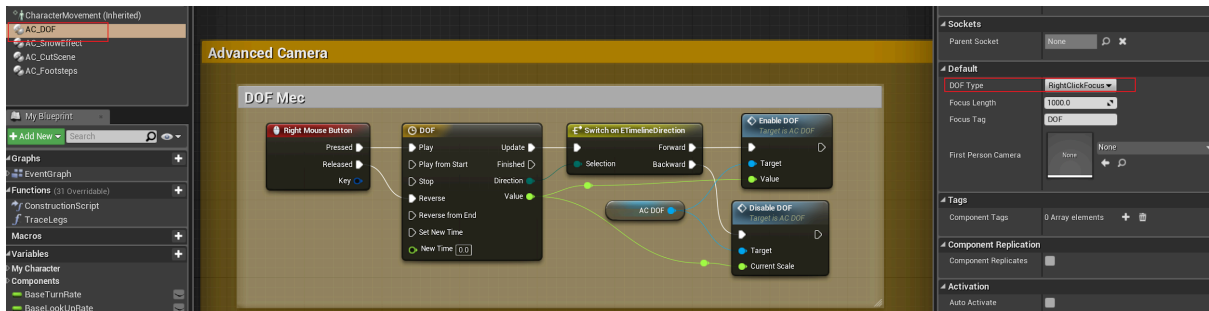 CharacterMovement (Inherited)
AC_DOF
AC_SnowEffect
AC_CutScene
AC_Footsteps
My Blueprint
Add New
Search
Graphs
EventGraph
Functions (31 Overridable)
ConstructionScript
TraceLegs
Macros
Variables
My Character
Components
BaseTurnRate
BaseLookUpRate
Advanced Camera
DOF Mec
Right Mouse Button
Pressed
Released
Key
DOF
Play
Play from Start
Stop
Reverse
Reverse from End
Set New Time
New Time 0.0
Update
Finished
Direction
Value
Switch on ETimelineDirection
Selection
Forward
Backward
AC DOF
Enable DOF
Target is AC DOF
Target
Value
Disable DOF
Target is AC DOF
Target
Current Scale
Sockets
Parent Socket None
Default
DOF Type RightClickFocus
Focus Length 1000.0
Focus Tag DOF
First Person Camera None None
Tags
Component Tags 0 Array elements
Component Replication
Component Replicates
Activation
Auto Activate